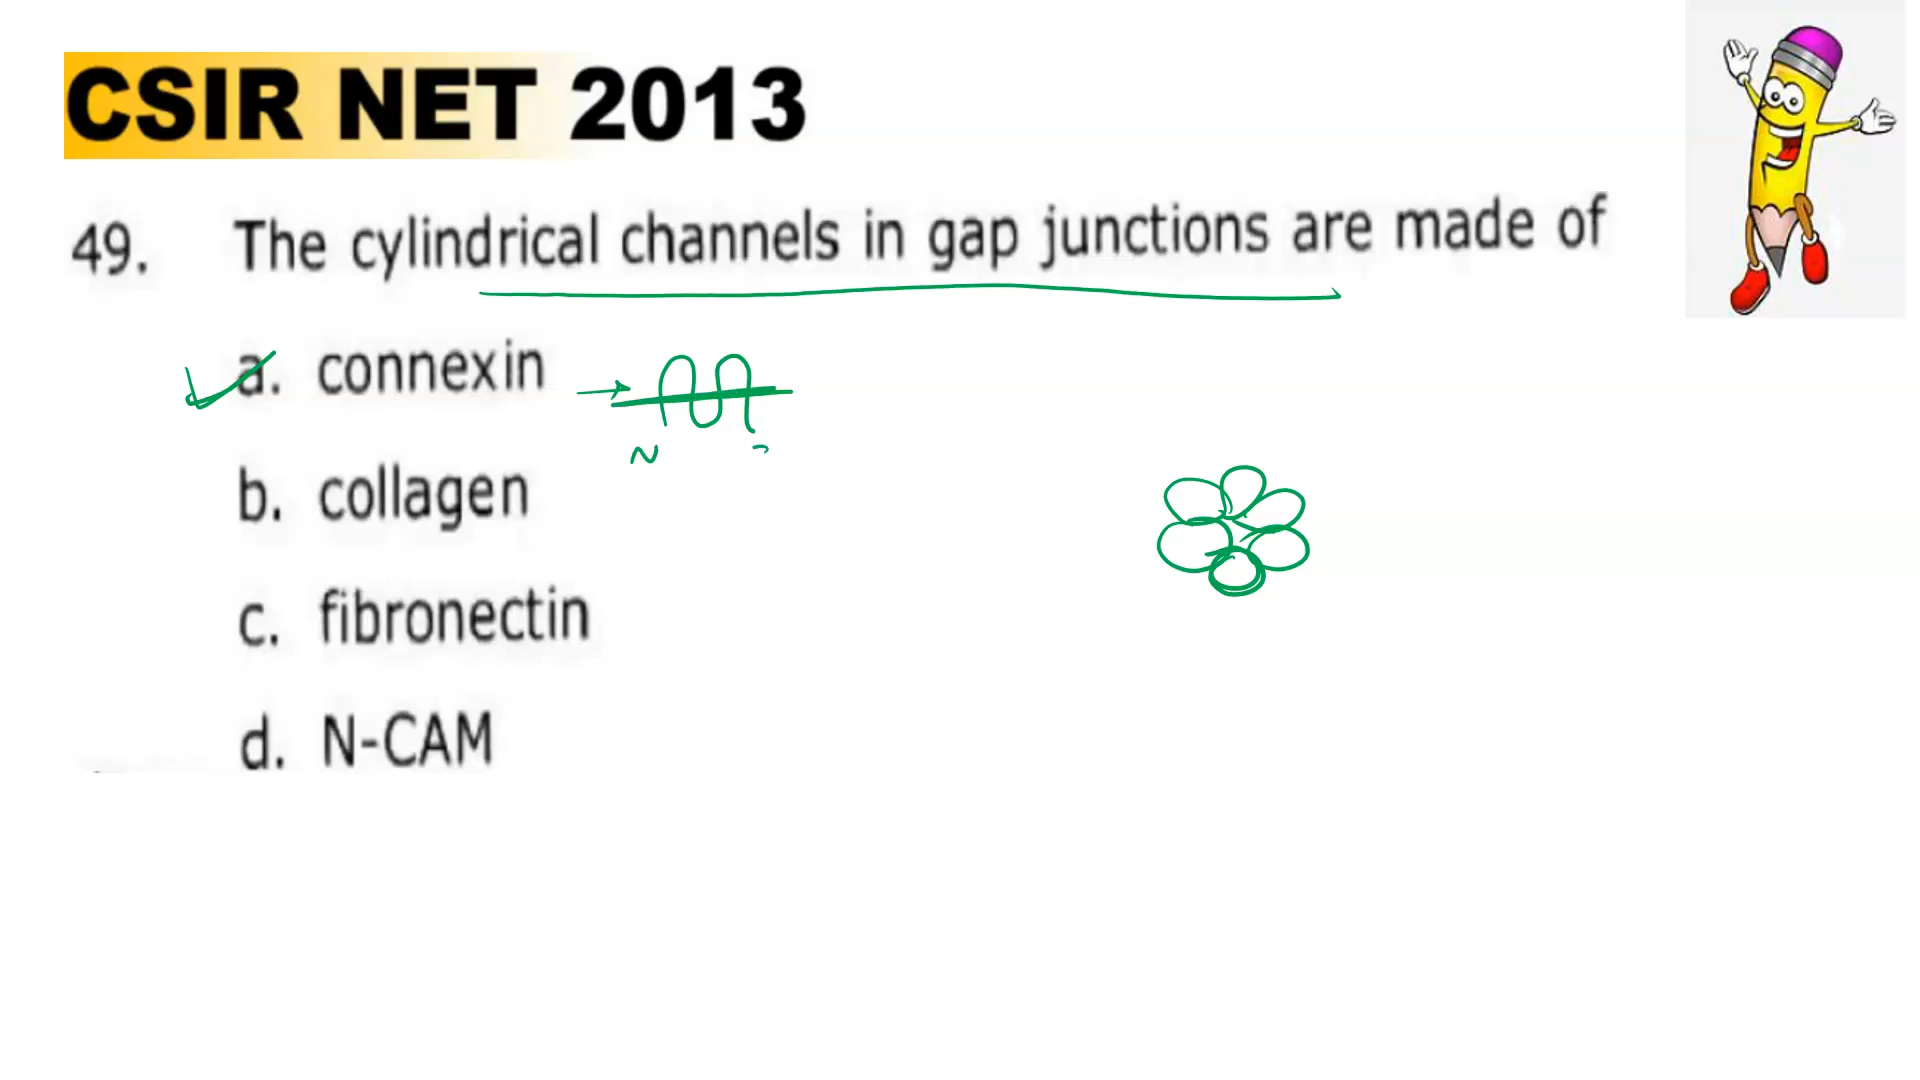 CSIR NET 2013
49. The cylindrical channels in gap junctions are made of
a. connexin
N
b. collagen
c. fibronectin
d. N-CAM